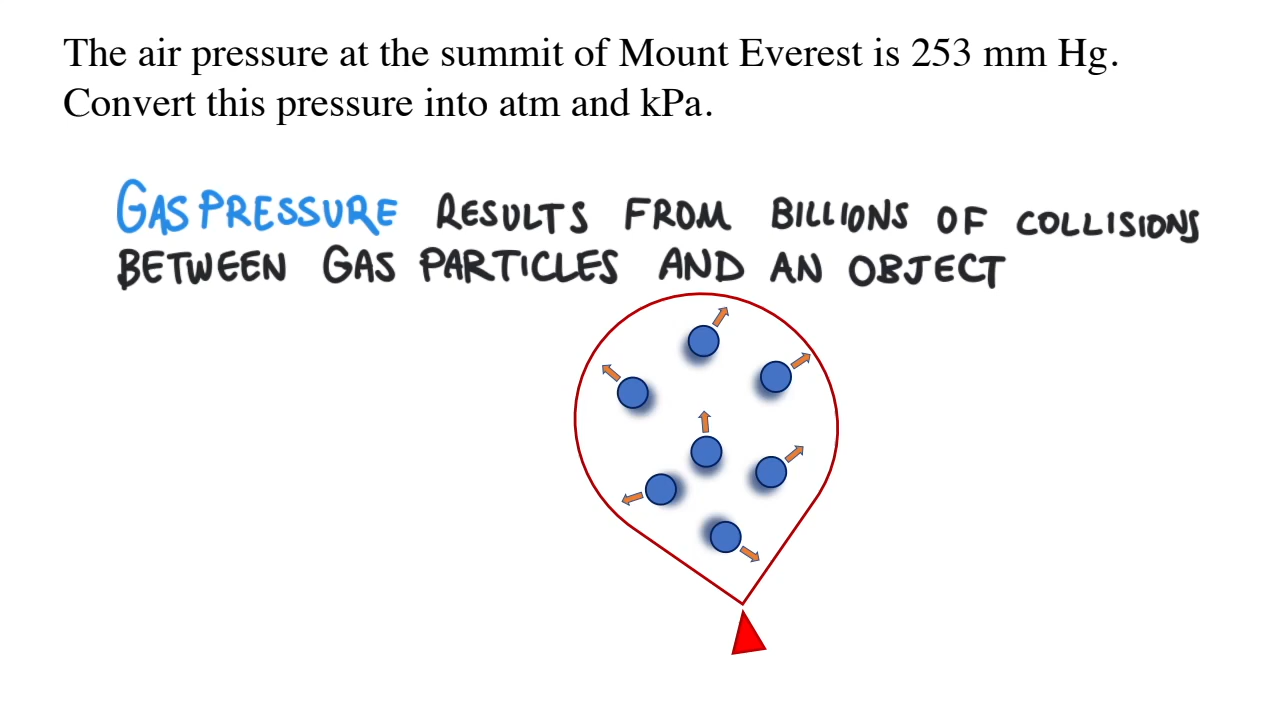 The air pressure at the summit of Mount Everest is 253 mm Hg.
Convert this pressure into atm and kPa.
GAS PRESSURE RESULTS FROM BILLIONS OF COLLISIONS
BETWEEN GAS PARTICLES AND AN OBJECT